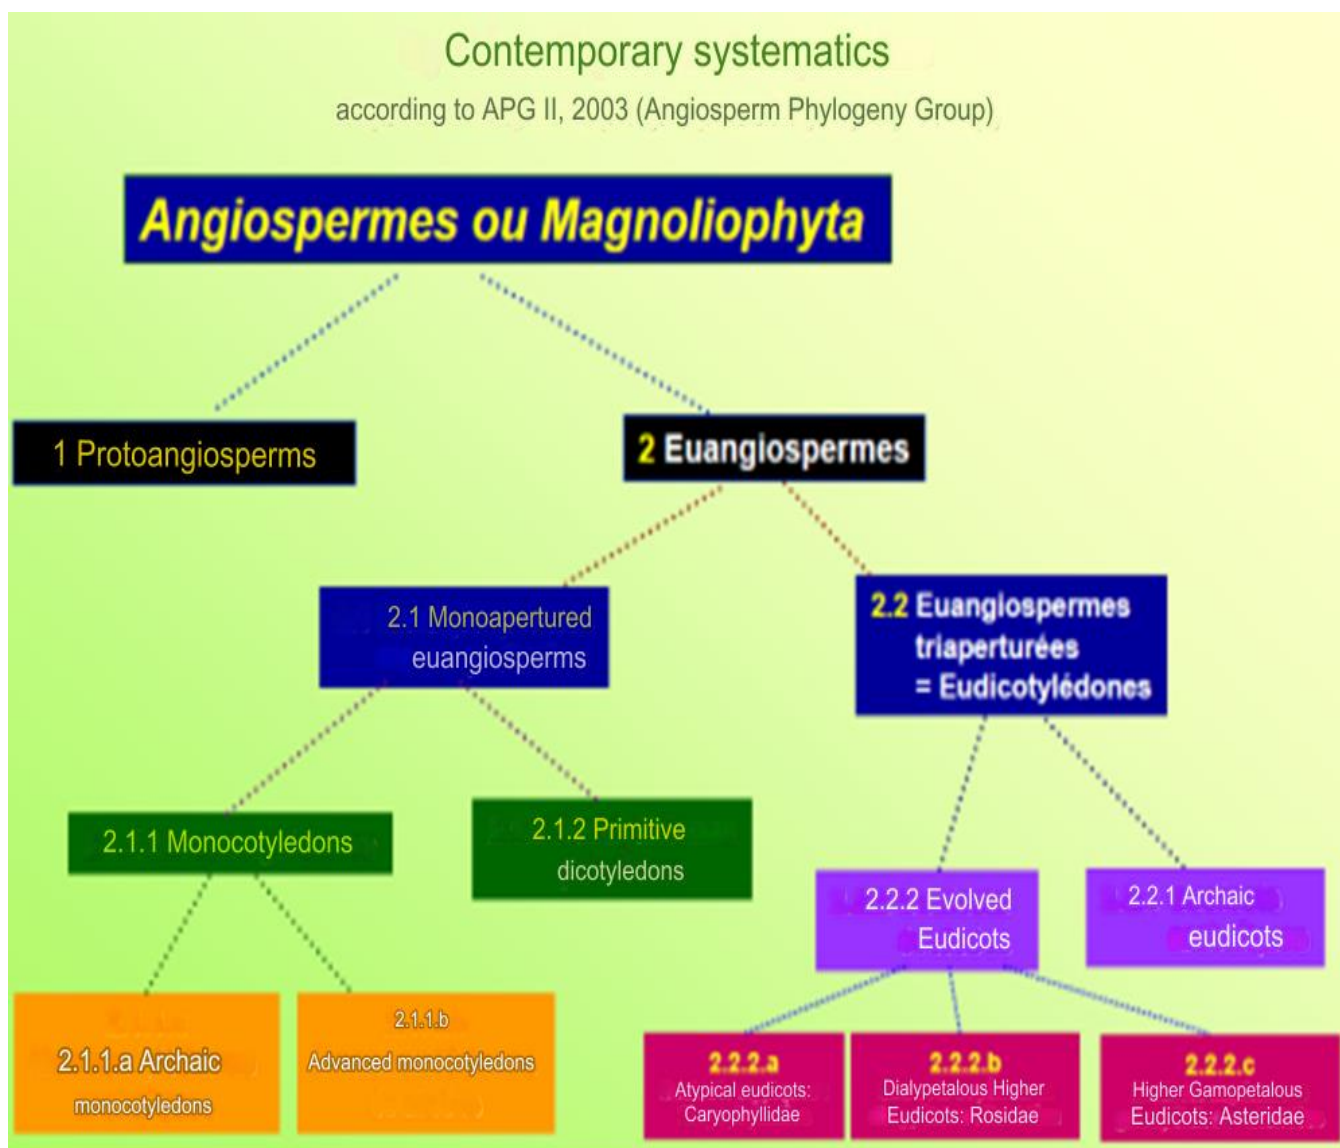 Contemporary systematics
according to APG II, 2003 (Angiosperm Phylogeny Group)
Angiospermes ou Magnoliophyta
1 Protoangiosperms
2 Euangiospermes
2.1 Monoapertured
euangiosperms
2.2 Euangiospermes
triaperturées
= Eudicotylédones
2.1.1 Monocotyledons
2.1.2 Primitive
dicotyledons
2.2.2 Evolved
Eudicots
2.2.1 Archaic
eudicots
2.1.1.a Archaic
monocotyledons
2.1.1.b
Advanced monocotyledons
2.2.2.a
Atypical eudicots:
Caryophyllidae
2.2.2.b
Dialypetalous Higher
Eudicots: Rosidae
2.2.2.c
Higher Gamopetalous
Eudicots: Asteridae